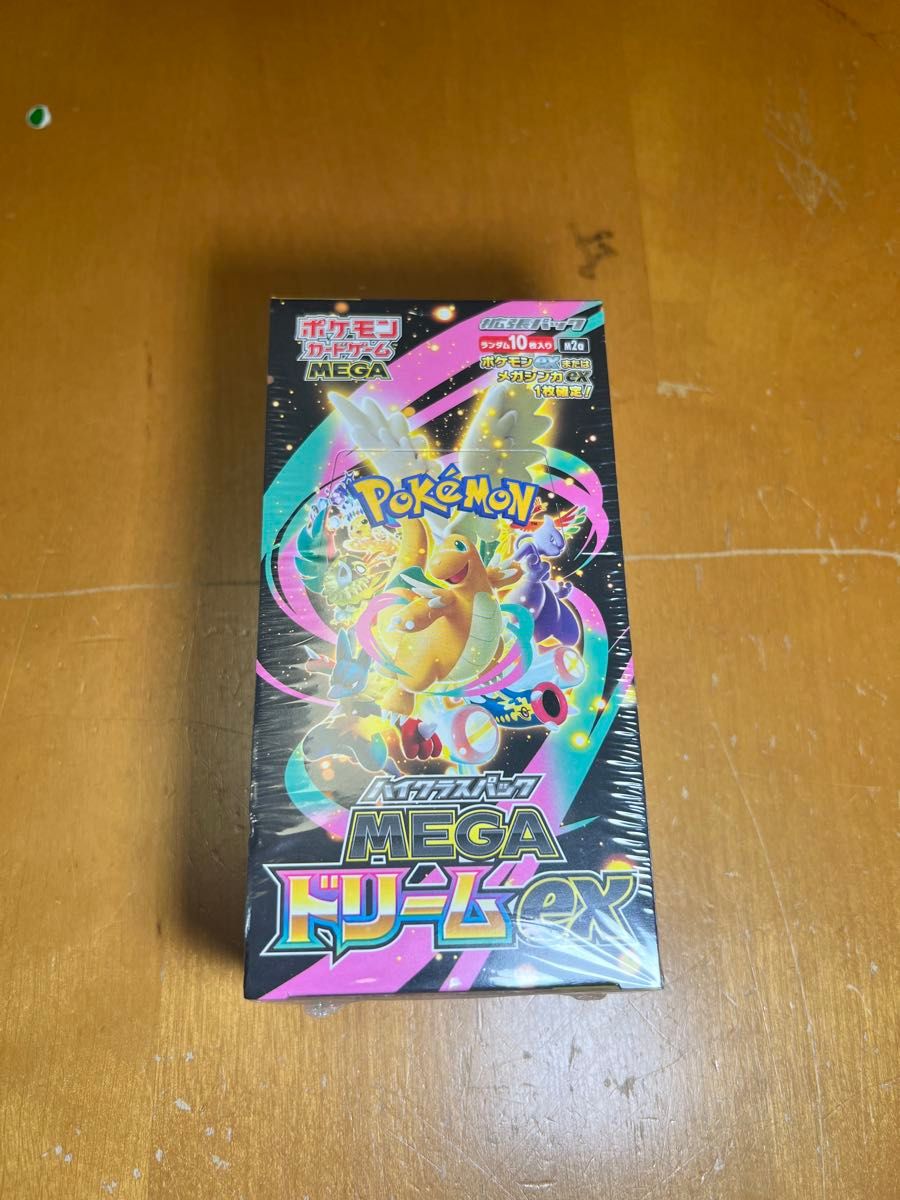 ポケモン
カードゲーム
MEGA
拡張パック
ランダム10枚入り
M2a
ポケモンexまたは
メガシンカex
1枚確定!
POKéMON
ハイクラスパック
MEGA
ドリームex